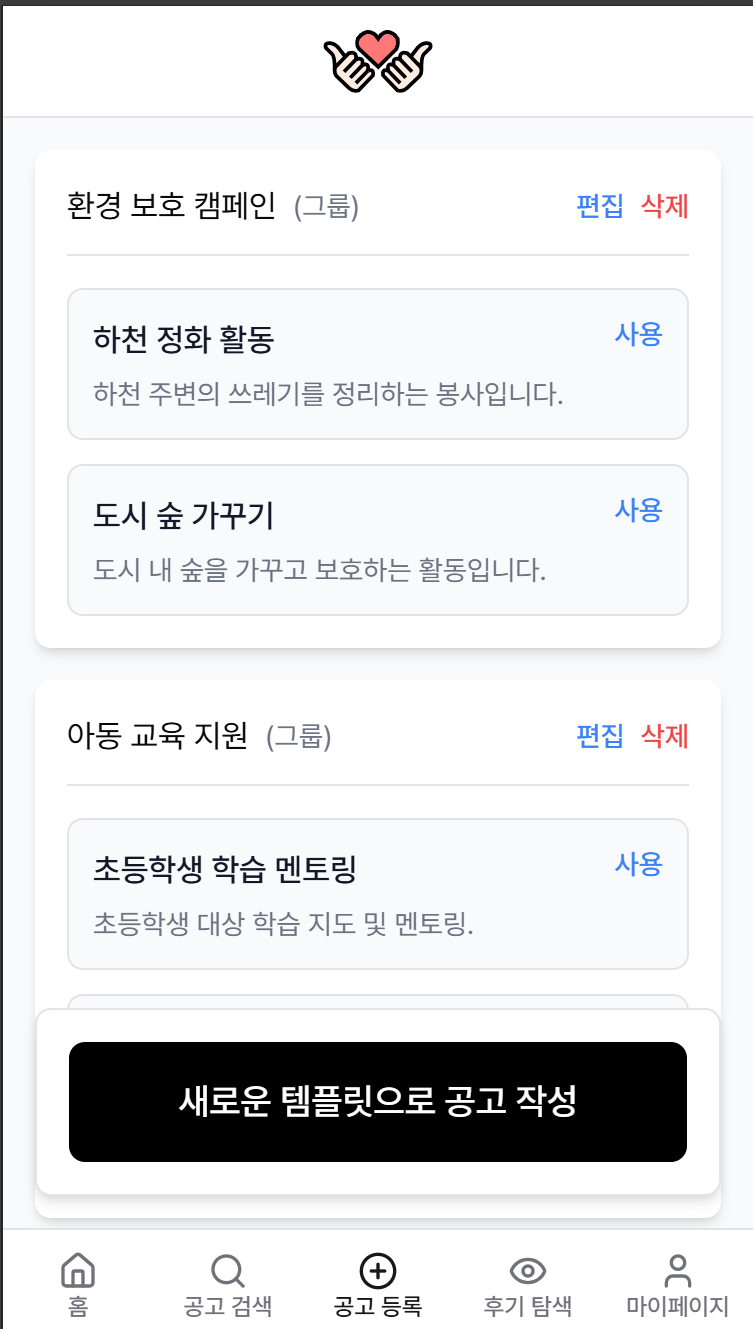 환경 보호 캠페인 (그룹) 편집 삭제
하천 정화 활동 사용
하천 주변의 쓰레기를 정리하는 봉사입니다.
도시 숲 가꾸기 사용
도시 내 숲을 가꾸고 보호하는 활동입니다.
아동 교육 지원 (그룹) 편집 삭제
초등학생 학습 멘토링 사용
초등학생 대상 학습 지도 및 멘토링.
새로운 템플릿으로 공고 작성
홈 공고 검색 공고 등록 후기 탐색 마이페이지